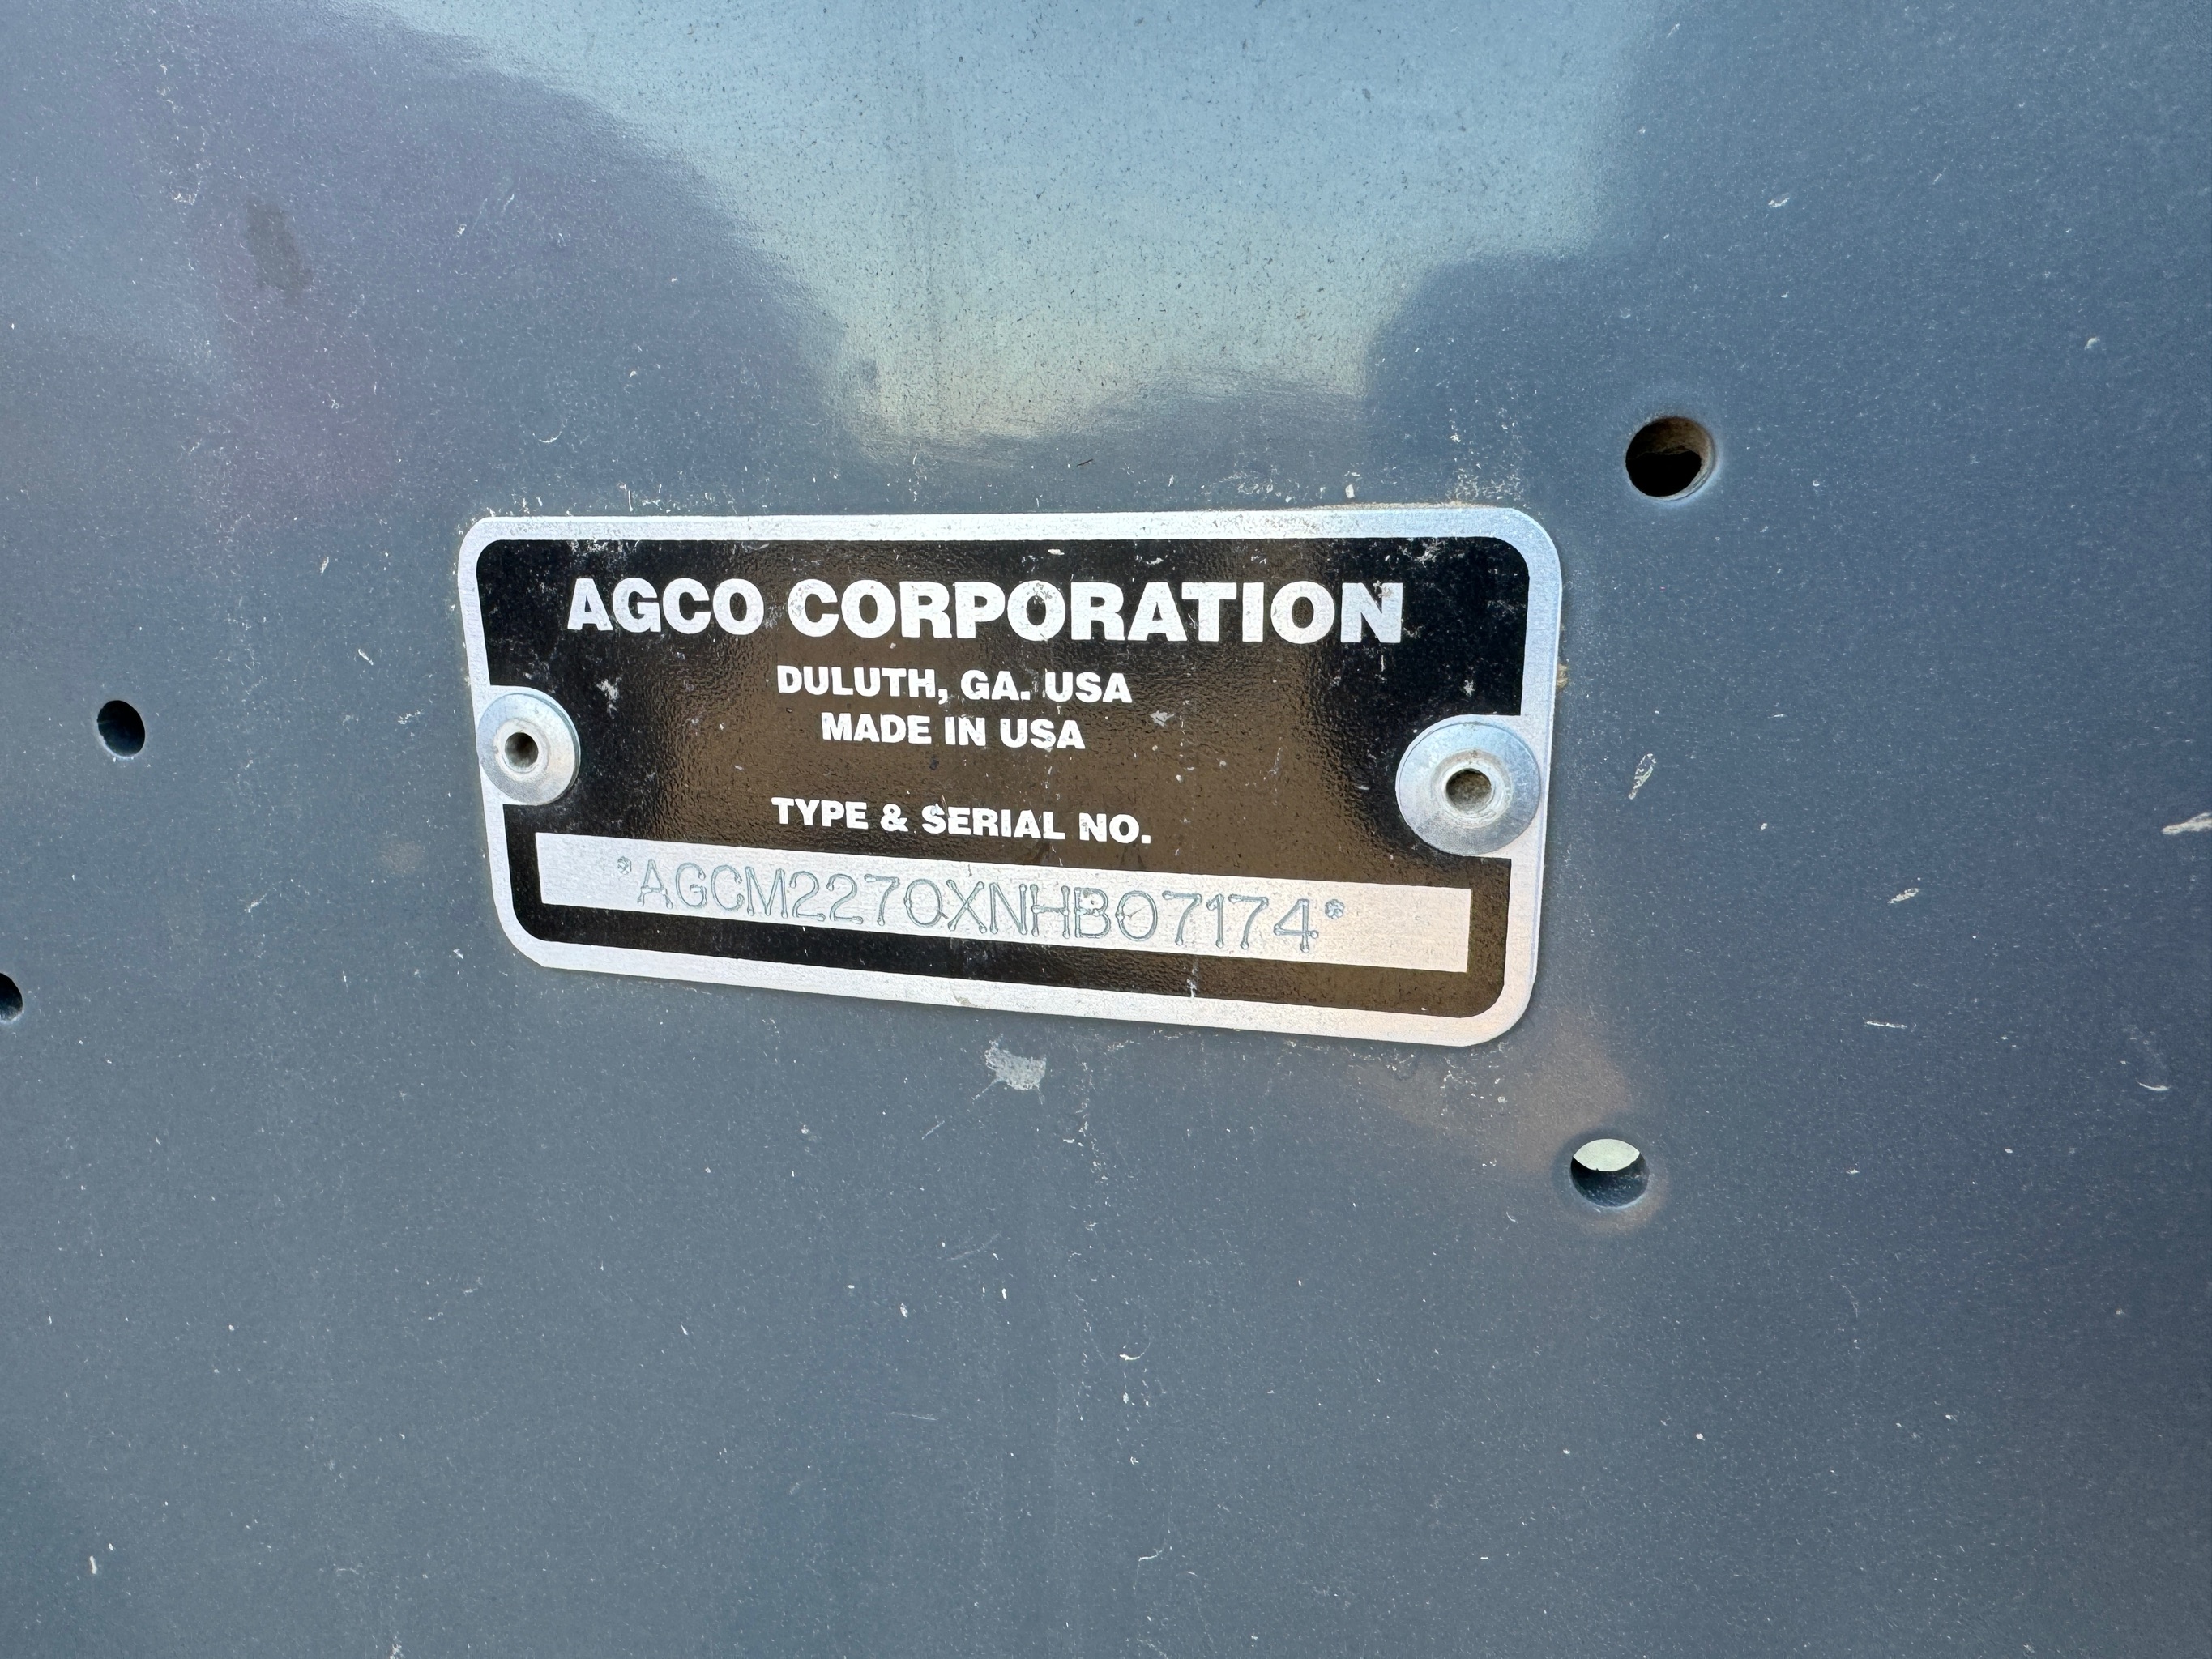 AGCO CORPORATION
DULUTH, GA. USA
MADE IN USA
TYPE & SERIAL NO.
*AGCM2270XNHB07174*